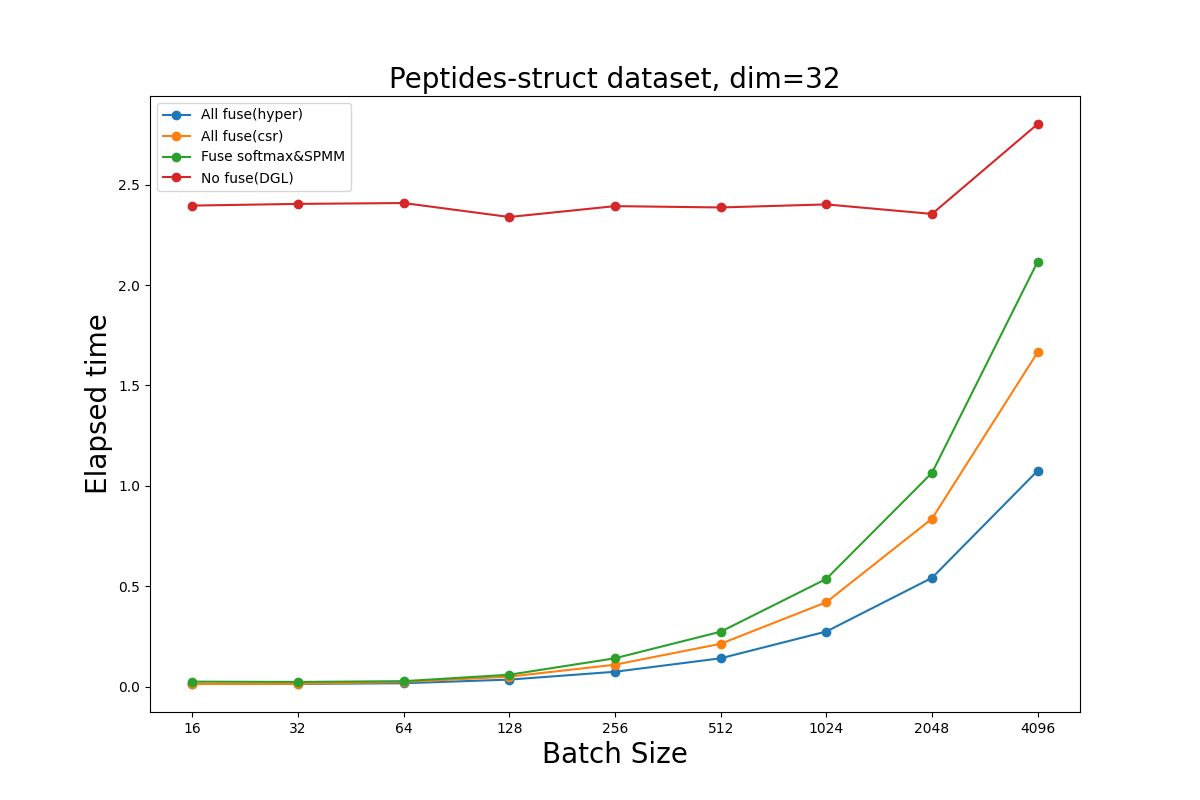 Peptides-struct dataset, dim=32
All fuse(hyper)
All fuse(csr)
Fuse softmax&SPMM
No fuse(DGL)
Elapsed time
2.5
2.0
1.5
1.0
0.5
0.0
16 32 64 128 256 512 1024 2048 4096
Batch Size